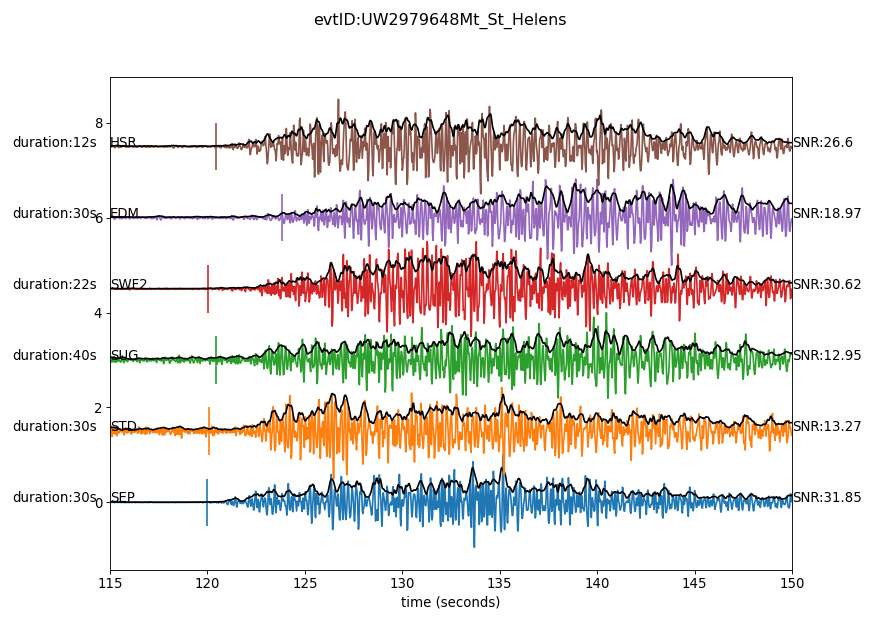 evtID:UW2979648Mt_St_Helens
8
duration:12s HSR SNR:26.6
duration:30s EDM SNR:18.97
6
duration:22s SWF2 SNR:30.62
4
duration:40s SUG SNR:12.95
2
duration:30s STD SNR:13.27
duration:30s SEP SNR:31.85
0
115 120 125 130 135 140 145 150
time (seconds)